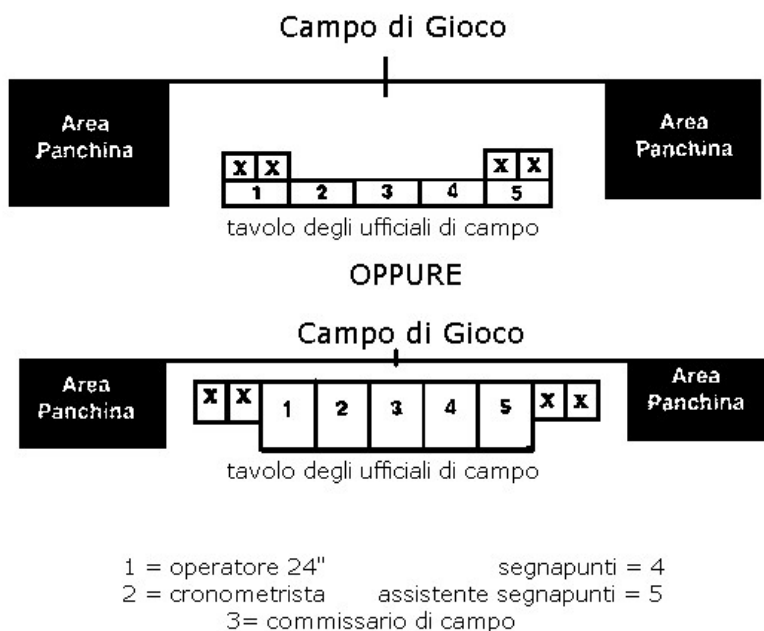 Campo di Gioco
Area Panchina
Area Panchina
X X
X X
1 2 3 4 5
tavolo degli ufficiali di campo
OPPURE
Campo di Gioco
Area Panchina
Area Panchina
X X 1 2 3 4 5 X X
tavolo degli ufficiali di campo
1 = operatore 24" segnapunti = 4
2 = cronometrista assistente segnapunti = 5
3= commissario di campo